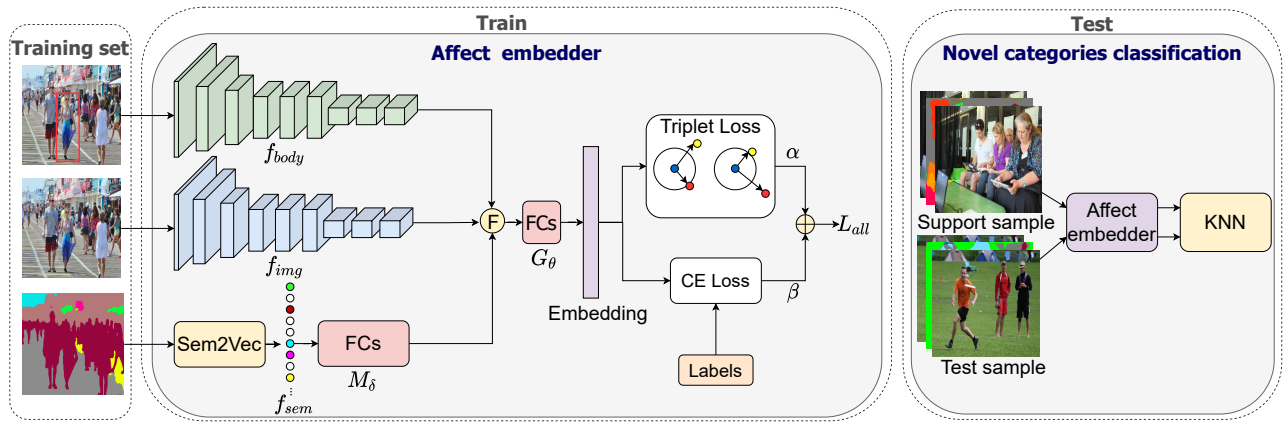 Training set
Train
Affect embedder
f_body
f_img
Sem2Vec
f_sem
FCs
M_δ
F
FCs
G_θ
Embedding
Triplet Loss
α
CE Loss
β
Labels
L_all
Test
Novel categories classification
Support sample
Test sample
Affect
embedder
KNN